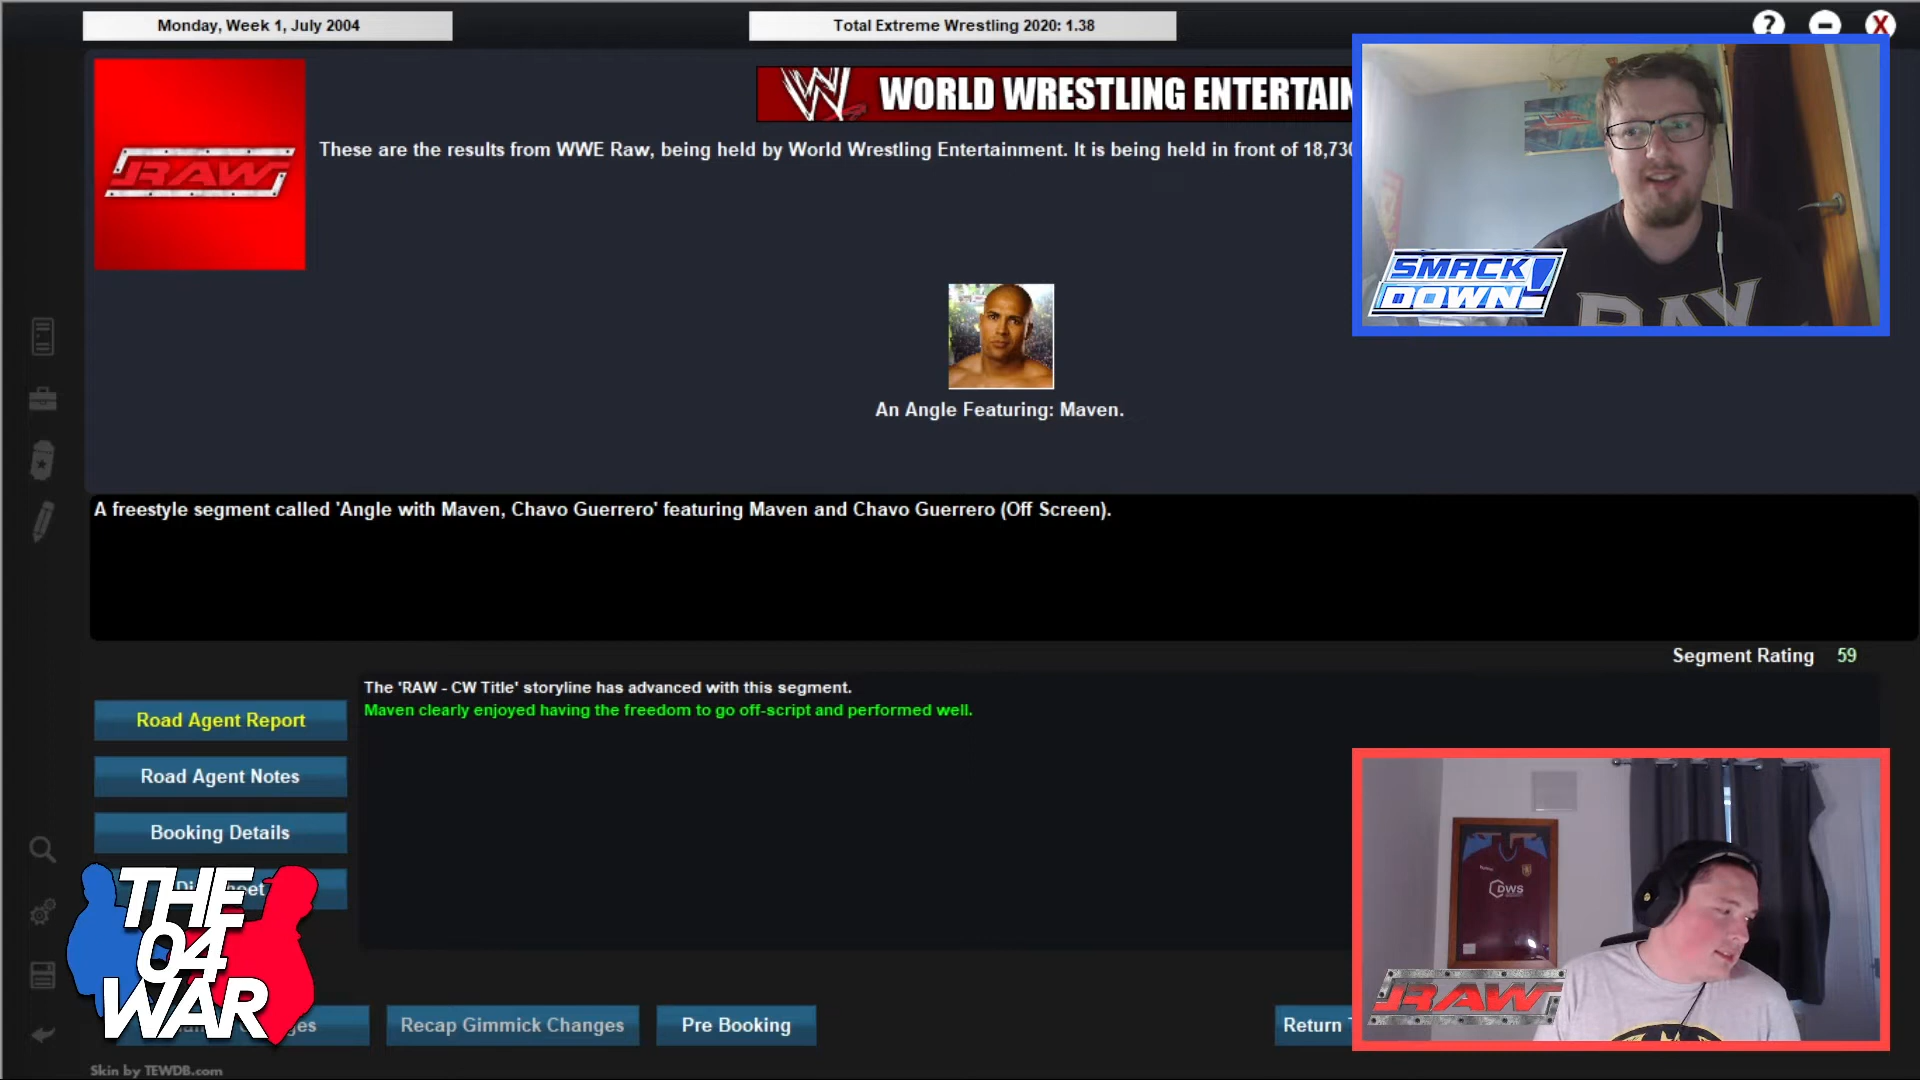 Monday, Week 1, July 2004
Total Extreme Wrestling 2020: 1.38
?
X
RAW
W WORLD WRESTLING ENTERTAIN
These are the results from WWE Raw, being held by World Wrestling Entertainment. It is being held in front of 18,730
SMACK
DOWN!
An Angle Featuring: Maven.
A freestyle segment called 'Angle with Maven, Chavo Guerrero' featuring Maven and Chavo Guerrero (Off Screen).
Segment Rating 59
The 'RAW - CW Title' storyline has advanced with this segment.
Maven clearly enjoyed having the freedom to go off-script and performed well.
Road Agent Report
Road Agent Notes
Booking Details
DWS
THE
04
WAR
RAW
Recap Gimmick Changes
Pre Booking
Return
Skin by TEWDB.com